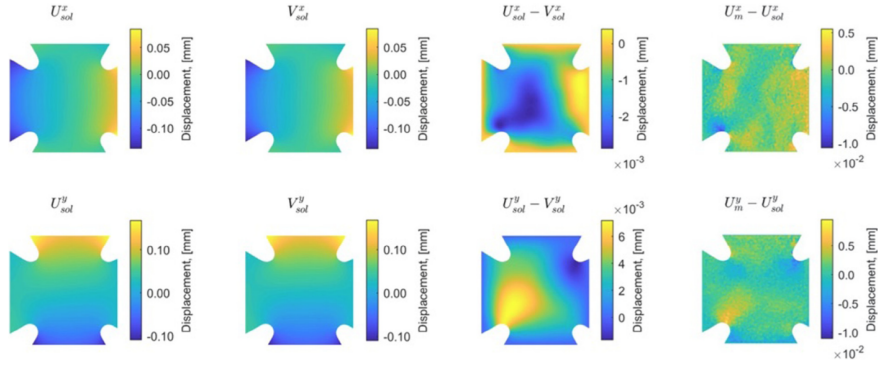 U^x_sol
V^x_sol
U^x_sol − V^x_sol
U^x_m − U^x_sol
0.05
0.00
-0.05
-0.10
Displacement, [mm]
0.05
0.00
-0.05
-0.10
Displacement, [mm]
0
-1
-2
Displacement, [mm]
×10^-3
0.5
0.0
-0.5
-1.0
Displacement, [mm]
×10^-2
U^y_sol
V^y_sol
U^y_sol − V^y_sol
×10^-3
U^y_m − U^y_sol
0.10
0.00
-0.10
Displacement, [mm]
0.10
0.00
-0.10
Displacement, [mm]
6
4
2
0
Displacement, [mm]
0.5
0.0
-0.5
-1.0
Displacement, [mm]
×10^-2